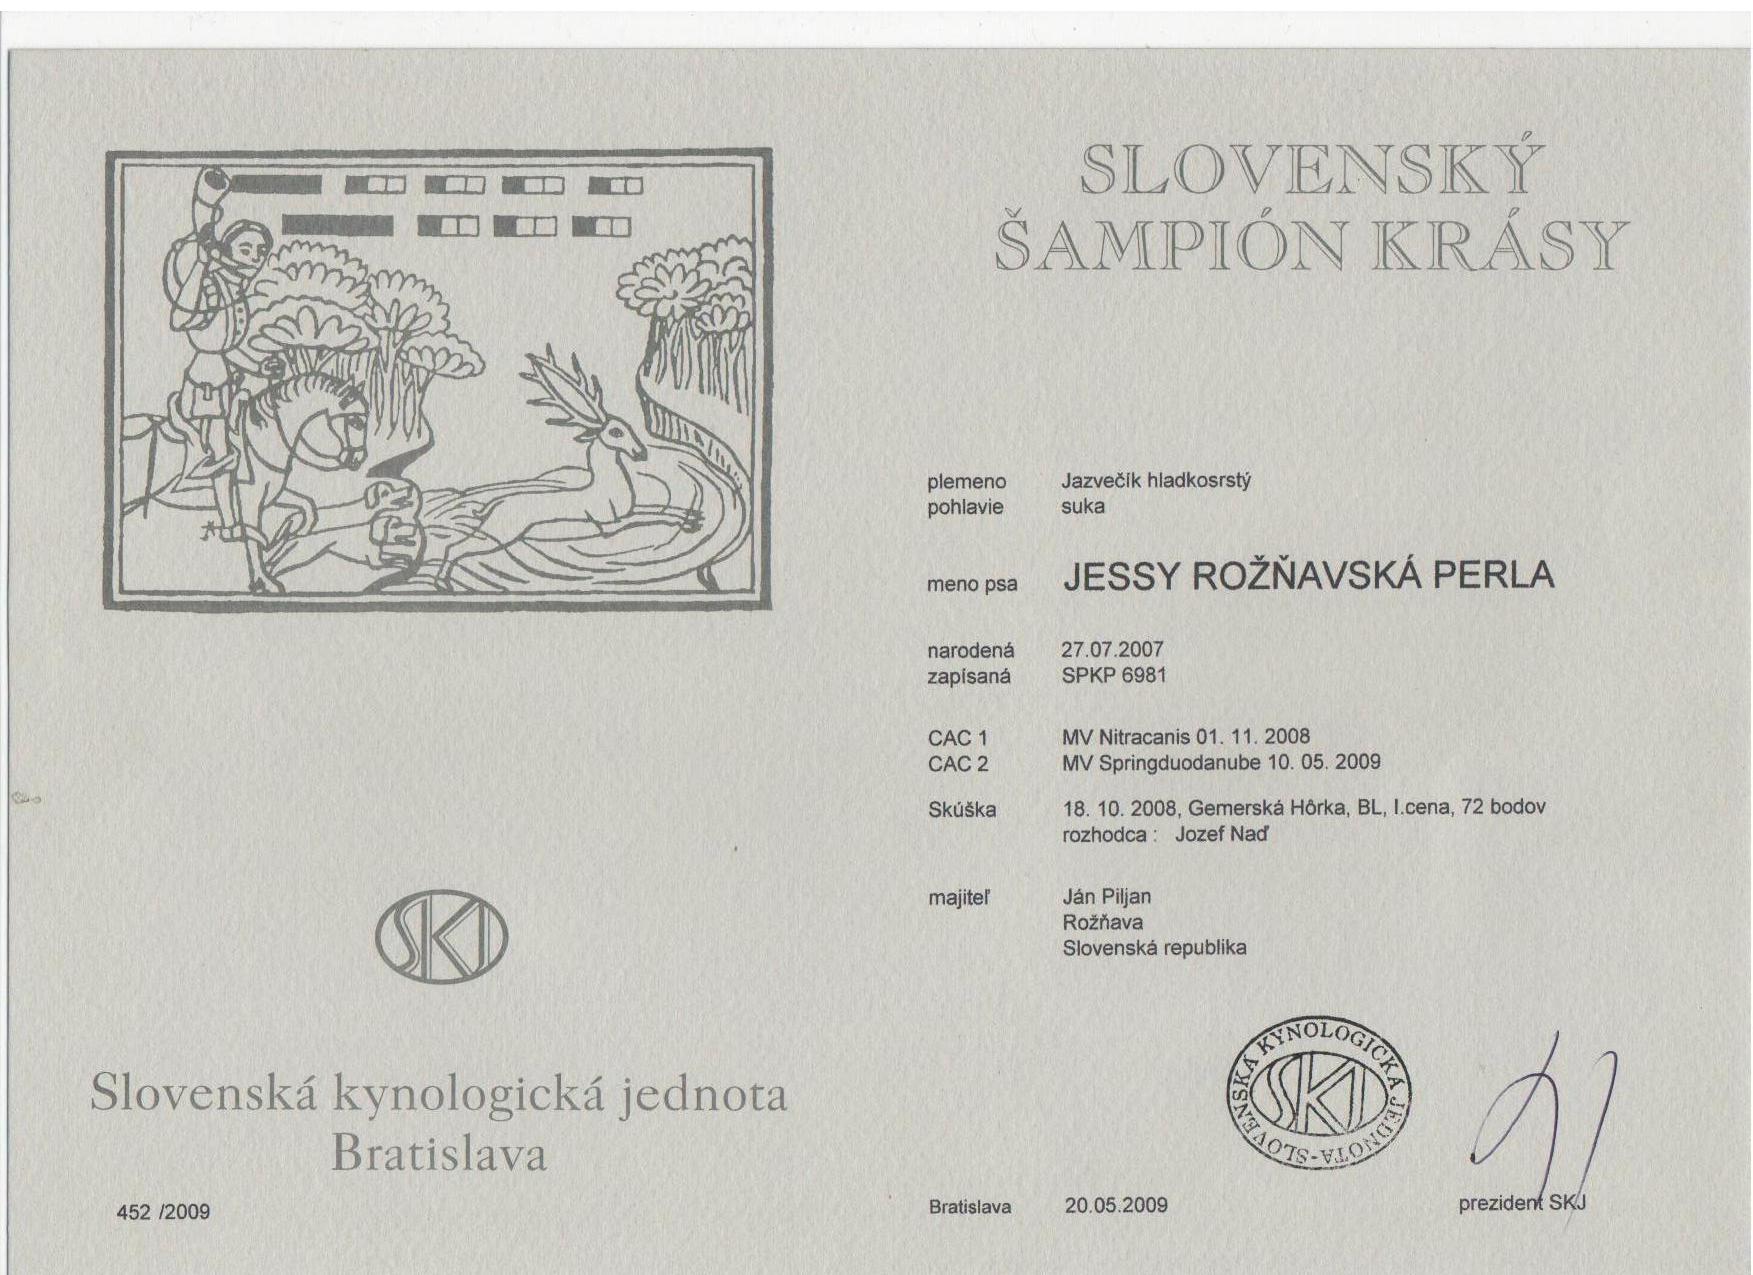 SLOVENSKÝ
ŠAMPIÓN KRÁSY
plemeno Jazvečík hladkosrstý
pohlavie suka
meno psa JESSY ROŽŇAVSKÁ PERLA
narodená 27.07.2007
zapísaná SPKP 6981
CAC 1 MV Nitracanis 01. 11. 2008
CAC 2 MV Springduodanube 10. 05. 2009
Skúška 18. 10. 2008, Gemerská Hôrka, BL, I.cena, 72 bodov
rozhodca : Jozef Naď
majiteľ Ján Piljan
Rožňava
Slovenská republika
SKJ
Slovenská kynologická jednota
Bratislava
452 /2009
SLOVENSKÁ KYNOLOGICKÁ JEDNOTA-
SKJ
Bratislava 20.05.2009 prezident SKJ